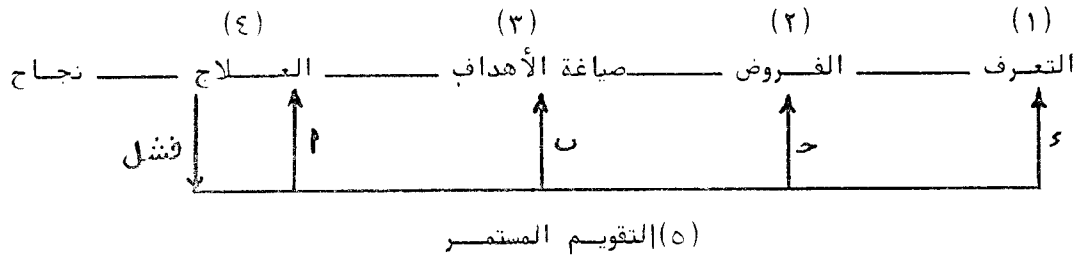 (١) (٢) (٣) (٤)
التعرف الفروض صياغة الأهداف العلاج نجاح
ء ح ب أ فشل
(٥) التقويم المستمر